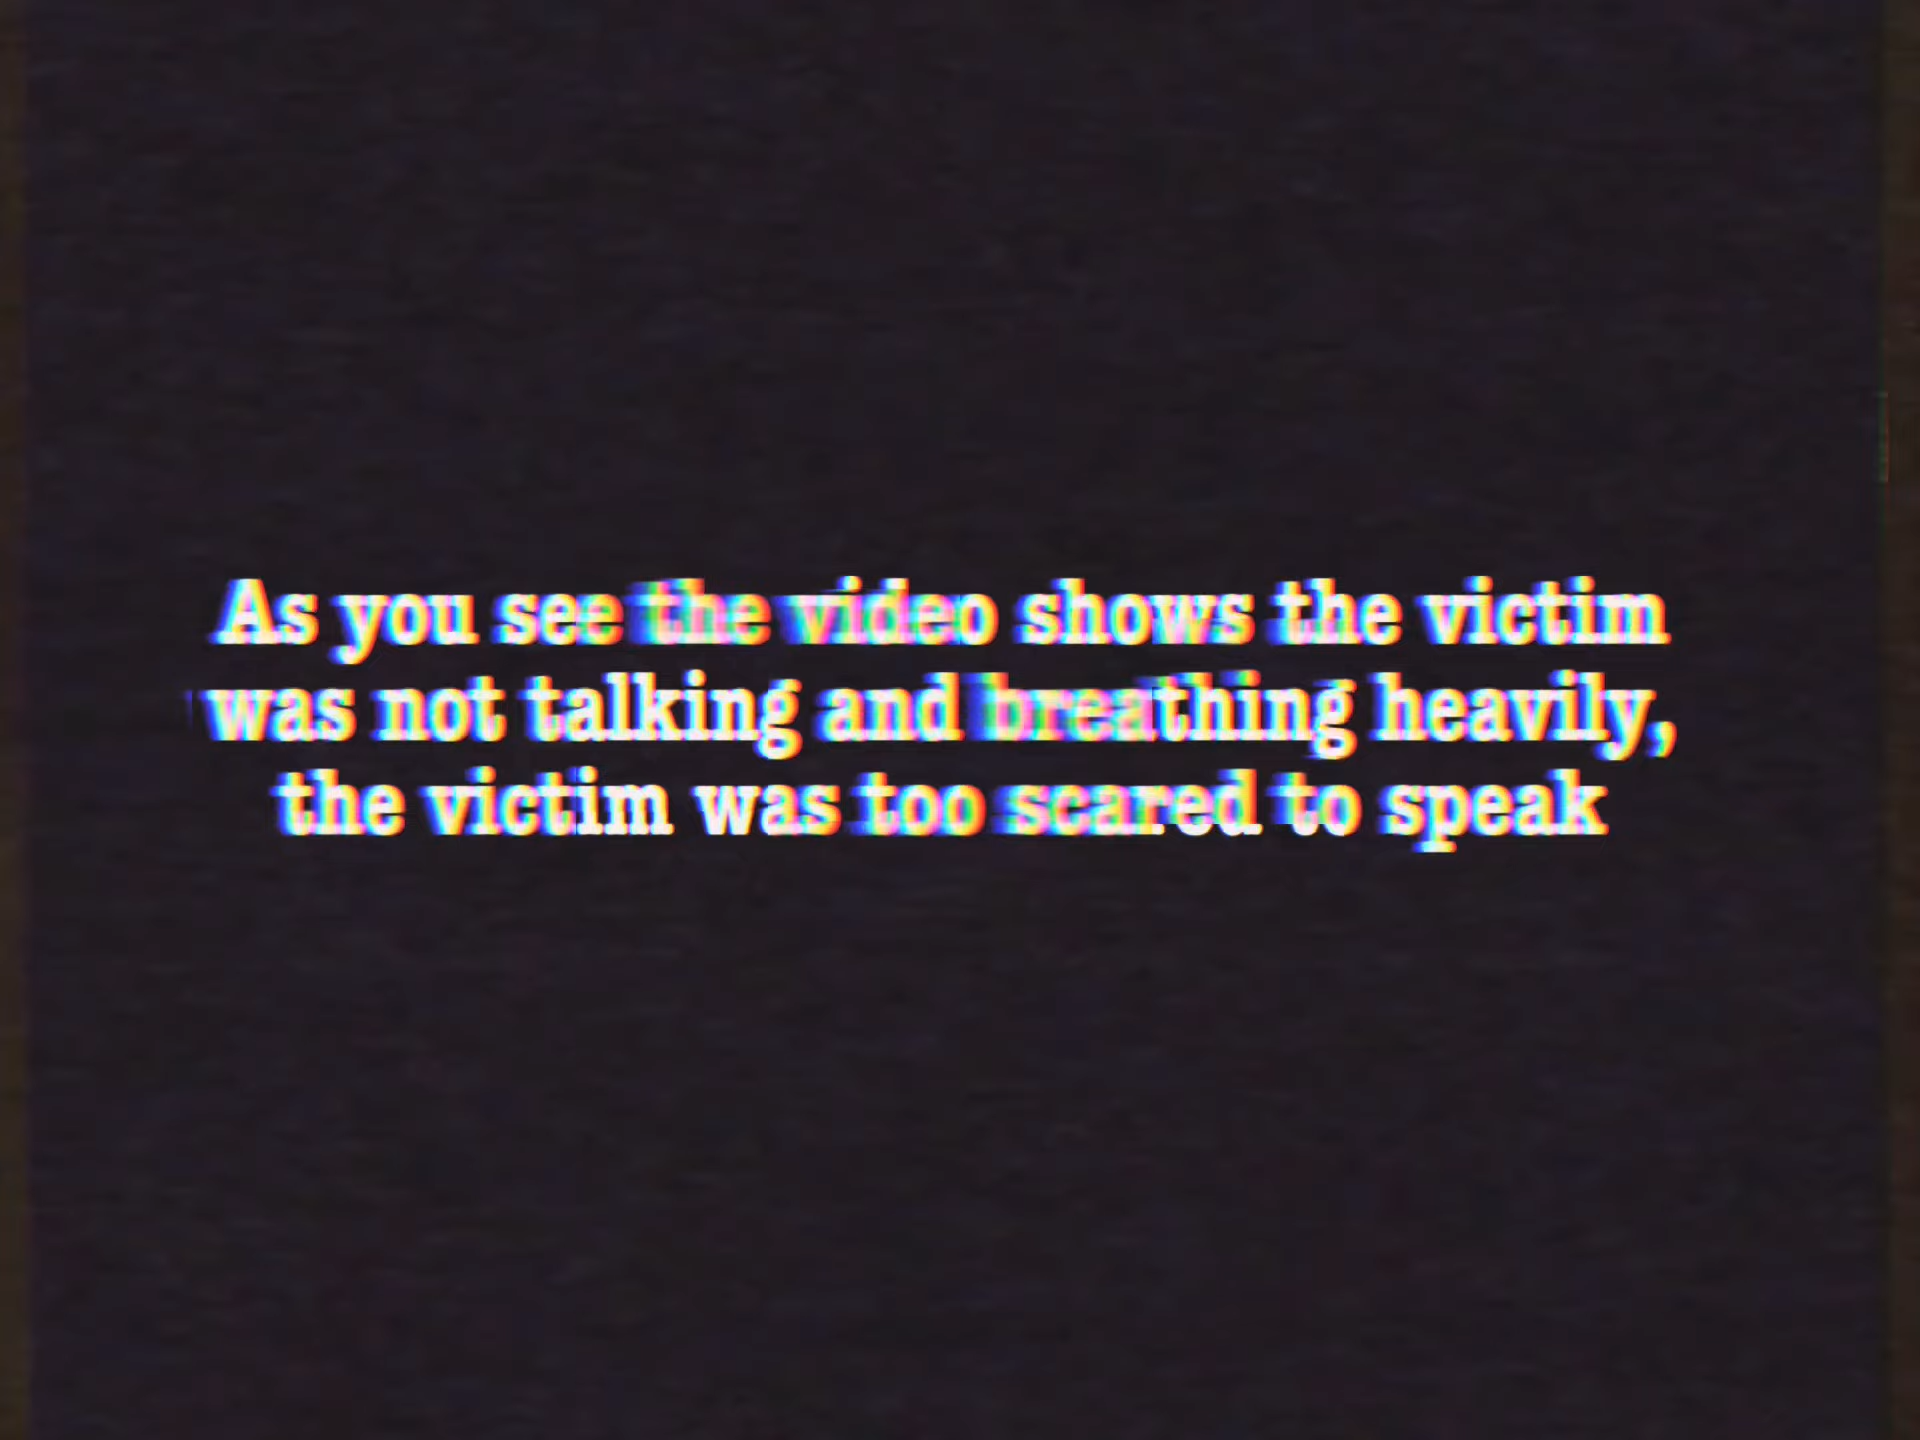 As you see the video shows the victim
was not talking and breathing heavily,
the victim was too scared to speak